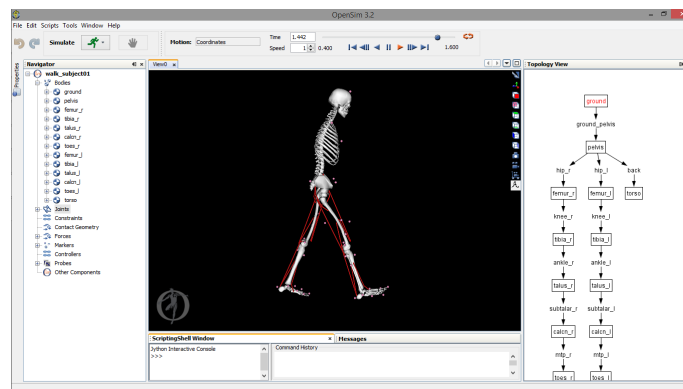 OpenSim 3.2
File Edit Scripts Tools Window Help
Simulate
Motion: Coordinates
Time 1.442
Speed 1 0.400 1.600
Properties
Navigator
walk_subject01
Bodies
ground
pelvis
femur_r
tibia_r
talus_r
calcn_r
toes_r
femur_l
tibia_l
talus_l
calcn_l
toes_l
torso
Joints
Constraints
Contact Geometry
Forces
Markers
Controllers
Probes
Other Components
View0
ScriptingShell Window
Messages
Jython Interactive Console
>>>
Command History
Topology View
ground
ground_pelvis
pelvis
hip_r hip_l back
femur_r femur_l torso
knee_r knee_l
tibia_r tibia_l
ankle_r ankle_l
talus_r talus_l
subtalar_r subtalar_l
calcn_r calcn_l
mtp_r mtp_l
toes_r toes_l